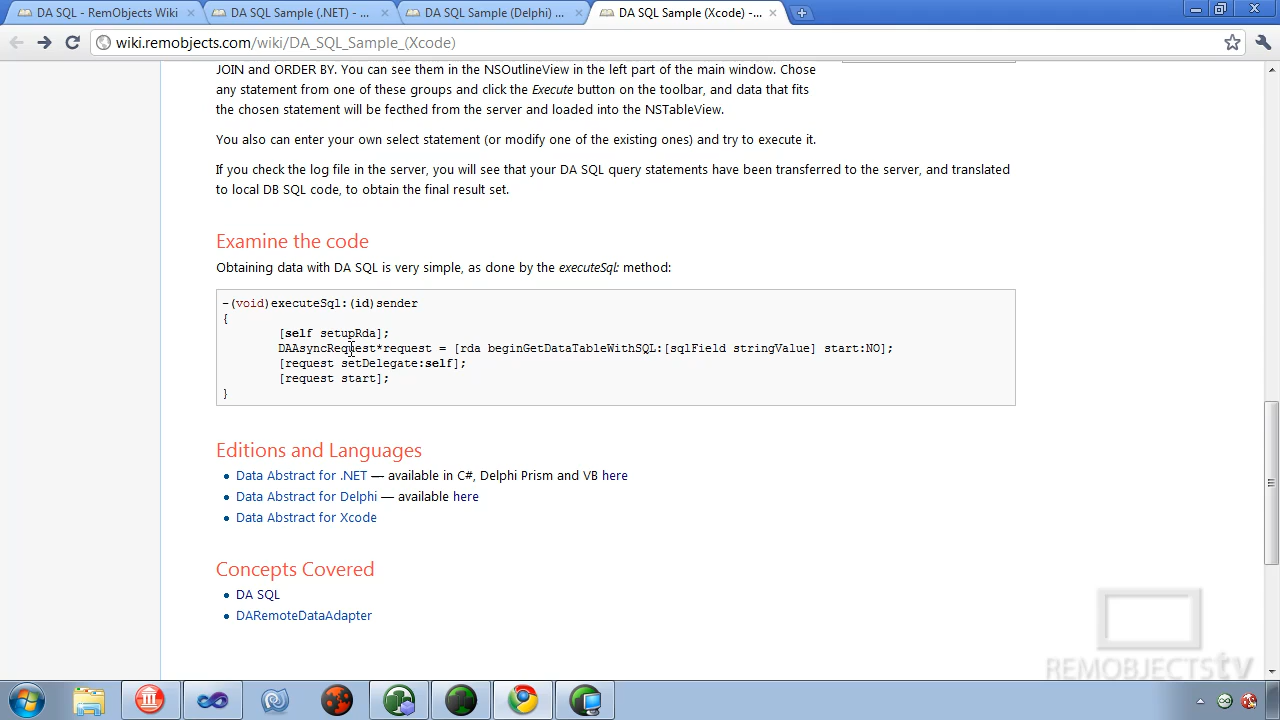 DA SQL - RemObjects Wiki
DA SQL Sample (.NET) - ...
DA SQL Sample (Delphi) ...
DA SQL Sample (Xcode) -...
wiki.remobjects.com/wiki/DA_SQL_Sample_(Xcode)
JOIN and ORDER BY. You can see them in the NSOutlineView in the left part of the main window. Chose
any statement from one of these groups and click the Execute button on the toolbar, and data that fits
the chosen statement will be fecthed from the server and loaded into the NSTableView.
You also can enter your own select statement (or modify one of the existing ones) and try to execute it.
If you check the log file in the server, you will see that your DA SQL query statements have been transferred to the server, and translated
to local DB SQL code, to obtain the final result set.
Examine the code
Obtaining data with DA SQL is very simple, as done by the executeSql: method:
-(void)executeSql:(id)sender
{
[self setupRda];
DAAsyncRequest*request = [rda beginGetDataTableWithSQL:[sqlField stringValue] start:NO];
[request setDelegate:self];
[request start];
}
Editions and Languages
Data Abstract for .NET — available in C#, Delphi Prism and VB here
Data Abstract for Delphi — available here
Data Abstract for Xcode
Concepts Covered
DA SQL
DARemoteDataAdapter
REMOBJECTStv